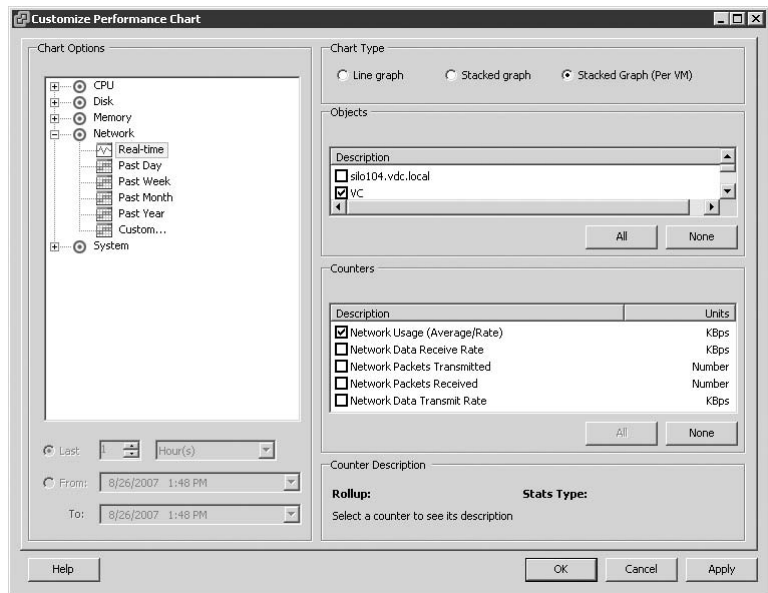 Customize Performance Chart
Chart Options
CPU
Disk
Memory
Network
Real-time
Past Day
Past Week
Past Month
Past Year
Custom...
System
Last 1 Hour(s)
From: 8/26/2007 1:48 PM
To: 8/26/2007 1:48 PM
Chart Type
Line graph Stacked graph Stacked Graph (Per VM)
Objects
Description
silo104.vdc.local
VC
All None
Counters
Description Units
Network Usage (Average/Rate) KBps
Network Data Receive Rate KBps
Network Packets Transmitted Number
Network Packets Received Number
Network Data Transmit Rate KBps
All None
Counter Description
Rollup: Stats Type:
Select a counter to see its description
Help OK Cancel Apply